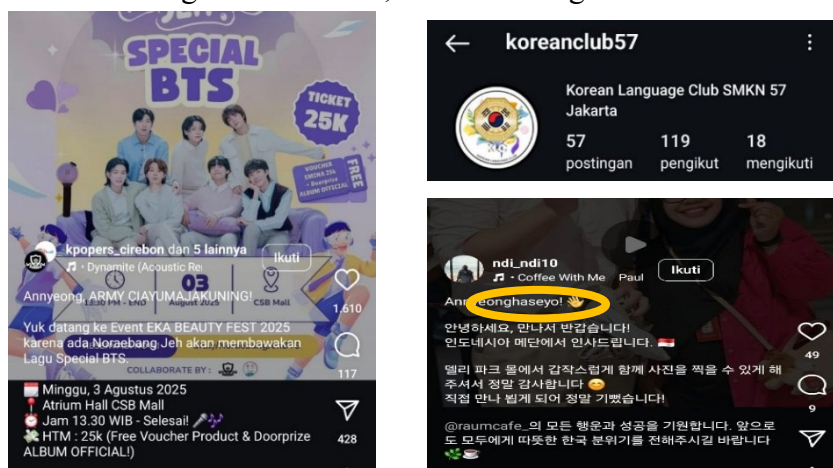 SPECIAL
BTS
TICKET
25K
FREE
ALBUM OFFICIAL
kpopers_cirebon dan 5 lainnya
Ikuti
Dynamite (Acoustic Re
03
August 2025
CSB Mall
Annyeong, ARMY CIAYUMAJAKUNING!
1.610
Yuk datang ke Event EKA BEAUTY FEST 2025
karena ada Noraebang Jeh akan membawakan
Lagu Special BTS.
COLLABORATE BY :
117
Minggu, 3 Agustus 2025
Atrium Hall CSB Mall
Jam 13.30 WIB - Selesai!
HTM : 25k (Free Voucher Product & Doorprize
ALBUM OFFICIAL!)
428
koreanclub57
Korean Language Club SMKN 57
Jakarta
57 119 18
postingan pengikut mengikuti
ndi_ndi10
Coffee With Me Paul
Ikuti
Annyeonghaseyo! 👋
안녕하세요, 만나서 반갑습니다!
인도네시아 메단에서 인사드립니다. 🇮🇩
49
델리 파크 몰에서 갑작스럽게 함께 사진을 찍을 수 있게 해
주셔서 정말 감사합니다 😊
직접 만나 뵙게 되어 정말 기뻤습니다!
9
@raumcafe_의 모든 행운과 성공을 기원합니다. 앞으로
도 모두에게 따뜻한 한국 분위기를 전해주시길 바랍니다
🌿☕